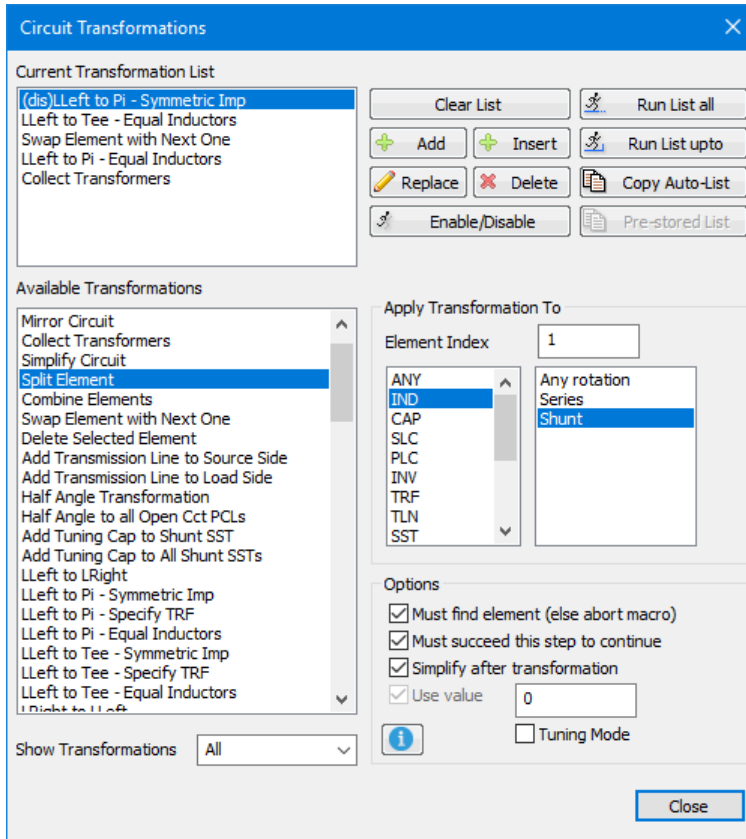 Circuit Transformations
Current Transformation List
(dis)LLeft to Pi - Symmetric Imp
LLeft to Tee - Equal Inductors
Swap Element with Next One
LLeft to Pi - Equal Inductors
Collect Transformers
Clear List
Run List all
Add
Insert
Run List upto
Replace
Delete
Copy Auto-List
Enable/Disable
Pre-stored List
Available Transformations
Mirror Circuit
Collect Transformers
Simplify Circuit
Split Element
Combine Elements
Swap Element with Next One
Delete Selected Element
Add Transmission Line to Source Side
Add Transmission Line to Load Side
Half Angle Transformation
Half Angle to all Open Cct PCLs
Add Tuning Cap to Shunt SST
Add Tuning Cap to All Shunt SSTs
LLeft to LRight
LLeft to Pi - Symmetric Imp
LLeft to Pi - Specify TRF
LLeft to Pi - Equal Inductors
LLeft to Tee - Symmetric Imp
LLeft to Tee - Specify TRF
LLeft to Tee - Equal Inductors
LRight to LLeft
Show Transformations
All
Apply Transformation To
Element Index
1
ANY
IND
CAP
SLC
PLC
INV
TRF
TLN
SST
Any rotation
Series
Shunt
Options
Must find element (else abort macro)
Must succeed this step to continue
Simplify after transformation
Use value
0
Tuning Mode
Close